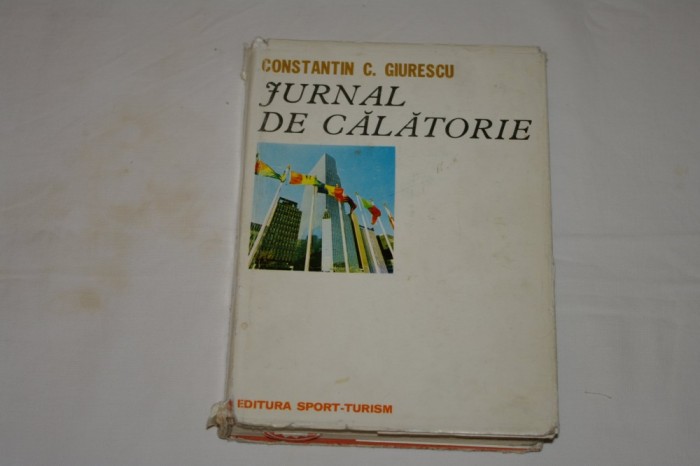 CONSTANTIN C. GIURESCU
JURNAL
DE CĂLĂTORIE
EDITURA SPORT-TURISM